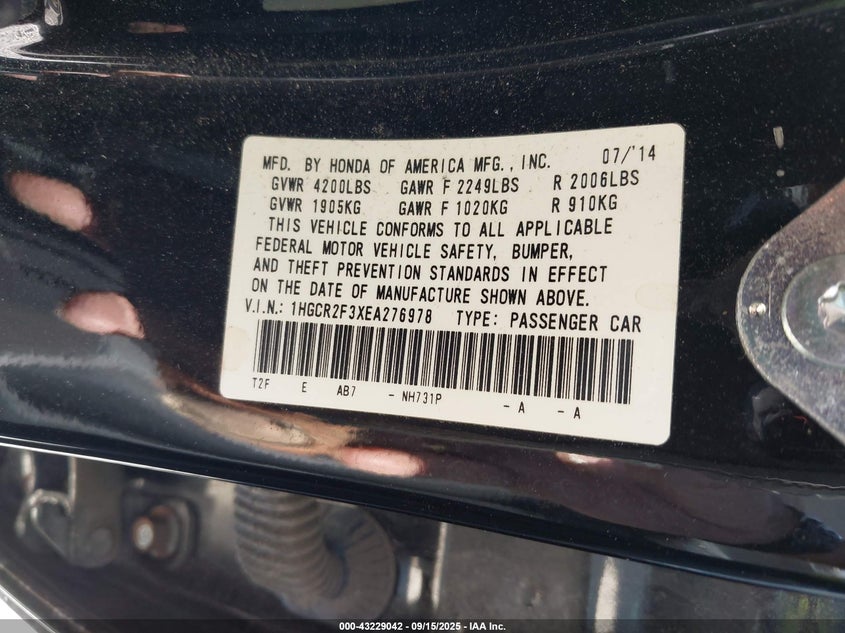 MFD. BY HONDA OF AMERICA MFG., INC. 07/'14
GVWR 4200LBS GAWR F 2249LBS R 2006LBS
GVWR 1905KG GAWR F 1020KG R 910KG
THIS VEHICLE CONFORMS TO ALL APPLICABLE
FEDERAL MOTOR VEHICLE SAFETY, BUMPER,
AND THEFT PREVENTION STANDARDS IN EFFECT
ON THE DATE OF MANUFACTURE SHOWN ABOVE.
V.I.N.: 1HGCR2F3XEA276978 TYPE: PASSENGER CAR
T2F E AB7 - NH731P - A - A
000-43229042 - 09/15/2025 - IAA Inc.